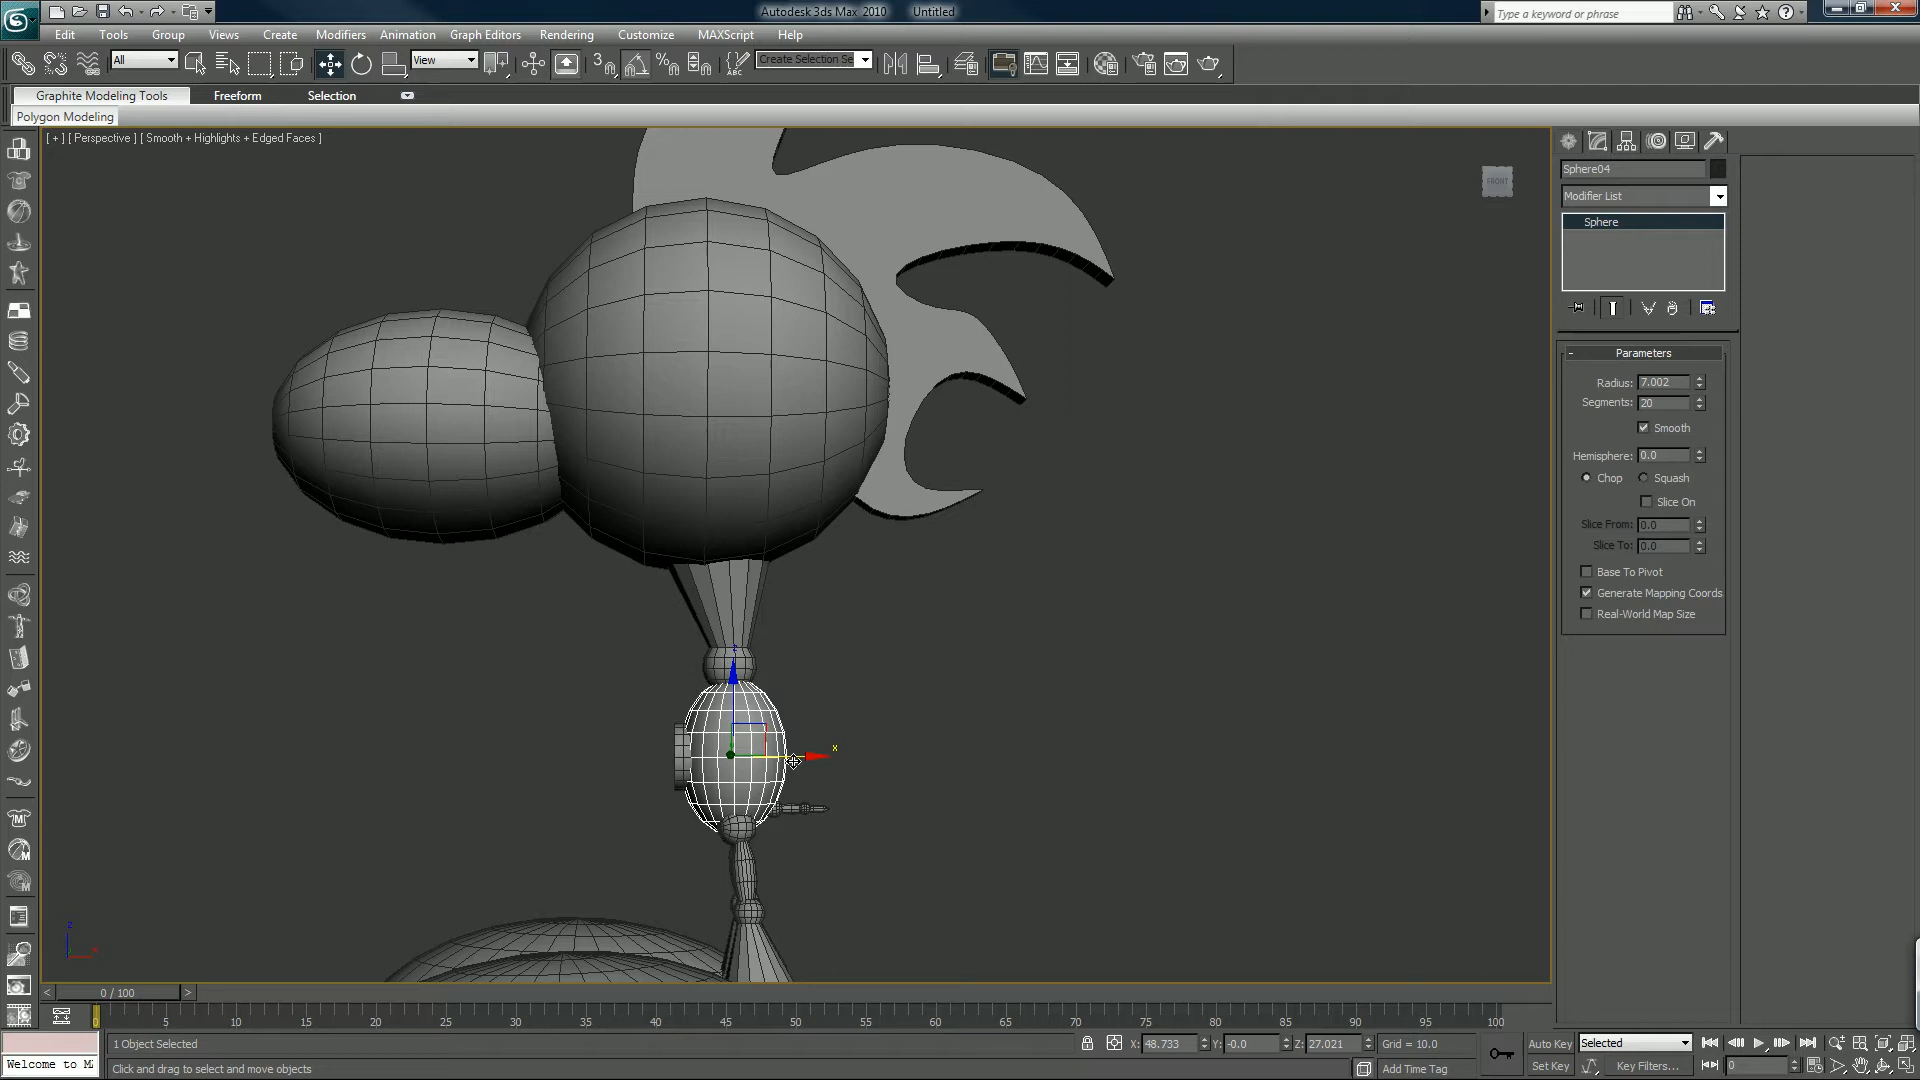 Autodesk 3ds Max 2010 Untitled
Type a keyword or phrase
Edit Tools Group Views Create Modifiers Animation Graph Editors Rendering Customize MAXScript Help
All View Create Selection Se
Graphite Modeling Tools Freeform Selection
Polygon Modeling
[ + ] [ Perspective ] [ Smooth + Highlights + Edged Faces ]
FRONT
Sphere04
Modifier List
Sphere
- Parameters
Radius: 7.002
Segments: 20
Smooth
Hemisphere: 0.0
Chop Squash
Slice On
Slice From: 0.0
Slice To: 0.0
Base To Pivot
Generate Mapping Coords
Real-World Map Size
z
x
z
x
< 0 / 100 >
0 5 10 15 20 25 30 35 40 45 50 55 60 65 70 75 80 85 90 95 100
1 Object Selected X: 48.733 Y: -0.0 Z: 27.021 Grid = 10.0 Auto Key Selected
Welcome to M Click and drag to select and move objects Add Time Tag Set Key Key Filters... 0